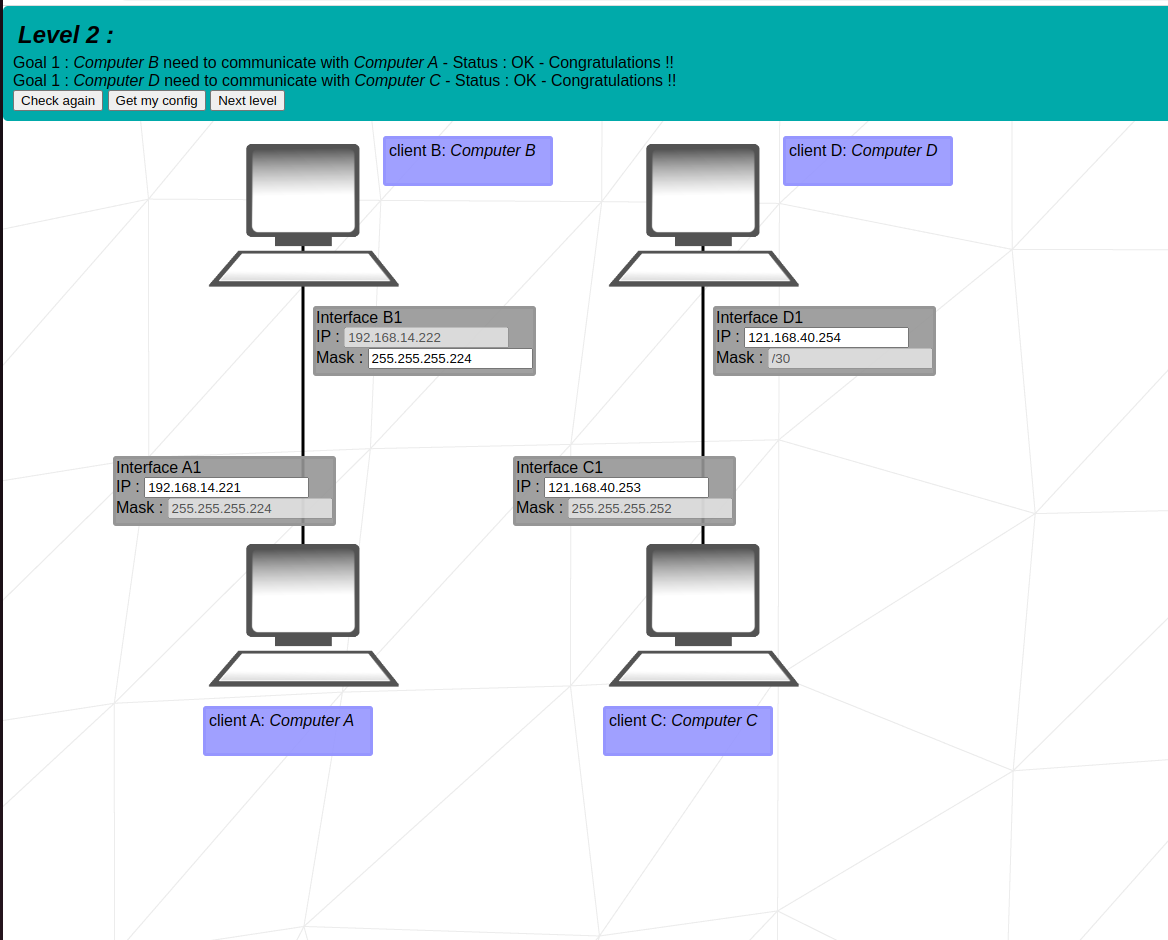 Level 2 :
Goal 1 : Computer B need to communicate with Computer A - Status : OK - Congratulations !!
Goal 1 : Computer D need to communicate with Computer C - Status : OK - Congratulations !!
Check again Get my config Next level
client B: Computer B
client D: Computer D
Interface B1
IP : 192.168.14.222
Mask : 255.255.255.224
Interface D1
IP : 121.168.40.254
Mask : /30
Interface A1
IP : 192.168.14.221
Mask : 255.255.255.224
Interface C1
IP : 121.168.40.253
Mask : 255.255.255.252
client A: Computer A
client C: Computer C